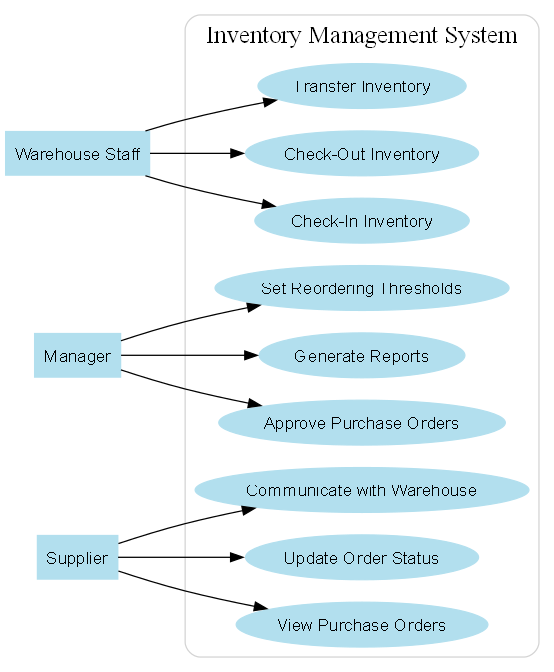 Inventory Management System
Transfer Inventory
Warehouse Staff
Check-Out Inventory
Check-In Inventory
Set Reordering Thresholds
Manager
Generate Reports
Approve Purchase Orders
Communicate with Warehouse
Supplier
Update Order Status
View Purchase Orders